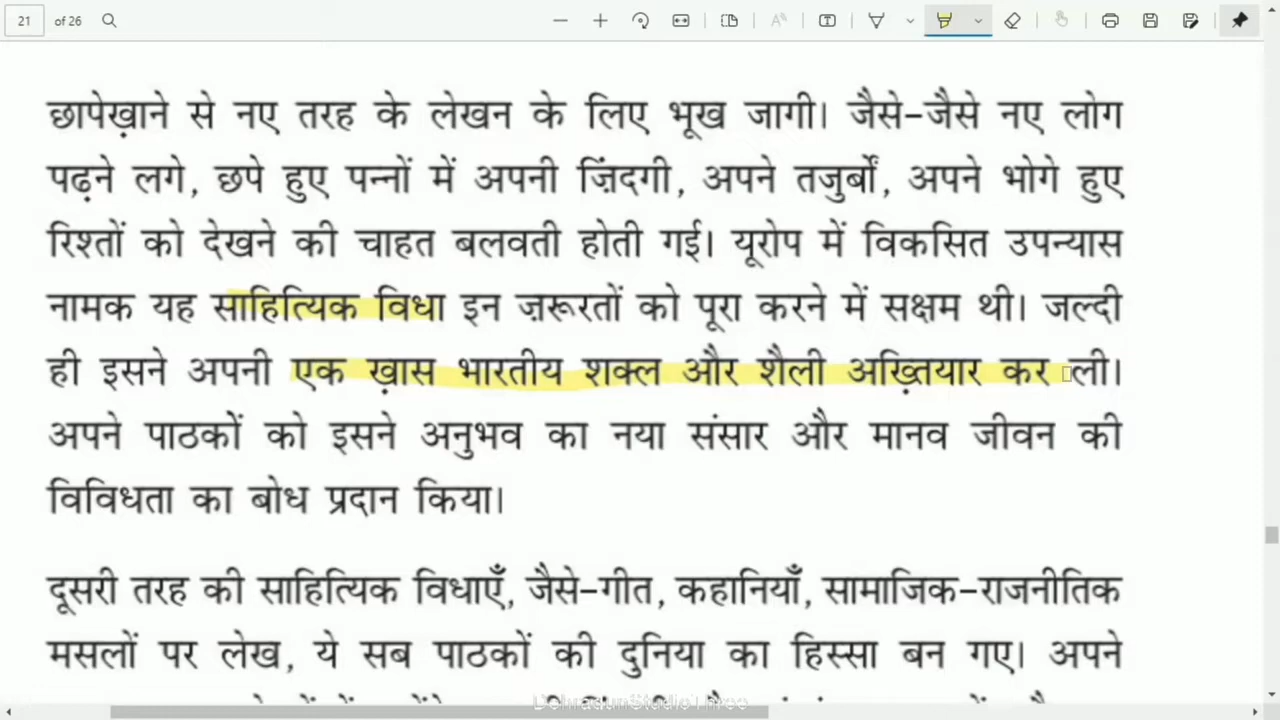 21 of 26
छापेख़ाने से नए तरह के लेखन के लिए भूख जागी। जैसे-जैसे नए लोग
पढ़ने लगे, छपे हुए पन्नों में अपनी ज़िंदगी, अपने तजुर्बों, अपने भोगे हुए
रिश्तों को देखने की चाहत बलवती होती गई। यूरोप में विकसित उपन्यास
नामक यह साहित्यिक विधा इन ज़रूरतों को पूरा करने में सक्षम थी। जल्दी
ही इसने अपनी एक ख़ास भारतीय शक्ल और शैली अख़्तियार कर ली।
अपने पाठकों को इसने अनुभव का नया संसार और मानव जीवन की
विविधता का बोध प्रदान किया।
दूसरी तरह की साहित्यिक विधाएँ, जैसे-गीत, कहानियाँ, सामाजिक-राजनीतिक
मसलों पर लेख, ये सब पाठकों की दुनिया का हिस्सा बन गए। अपने